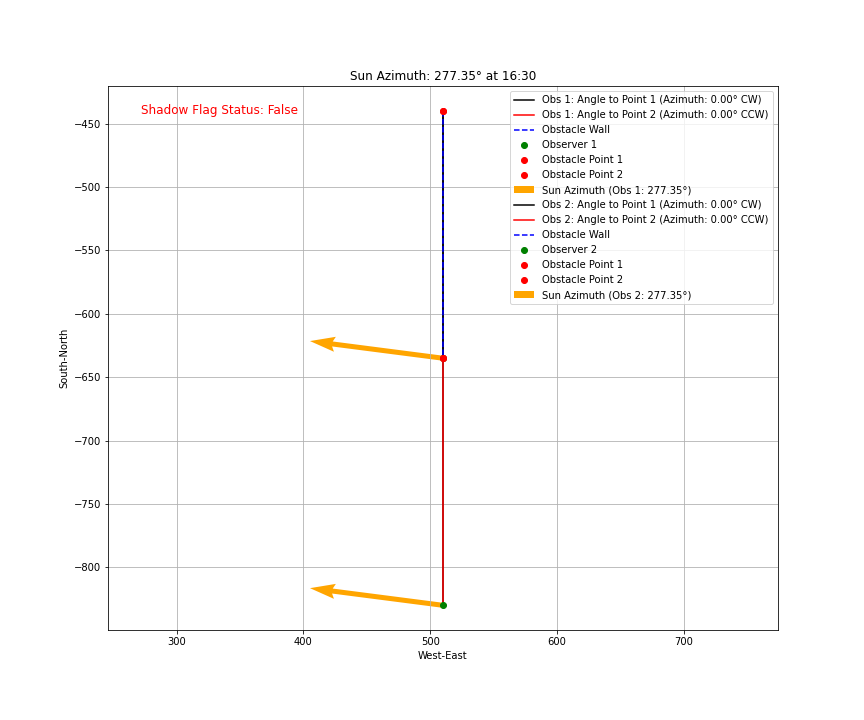 Sun Azimuth: 277.35° at 16:30
Shadow Flag Status: False
Obs 1: Angle to Point 1 (Azimuth: 0.00° CW)
Obs 1: Angle to Point 2 (Azimuth: 0.00° CCW)
Obstacle Wall
Observer 1
Obstacle Point 1
Obstacle Point 2
Sun Azimuth (Obs 1: 277.35°)
Obs 2: Angle to Point 1 (Azimuth: 0.00° CW)
Obs 2: Angle to Point 2 (Azimuth: 0.00° CCW)
Obstacle Wall
Observer 2
Obstacle Point 1
Obstacle Point 2
Sun Azimuth (Obs 2: 277.35°)
−450
−500
−550
−600
−650
−700
−750
−800
South-North
300
400
500
600
700
West-East